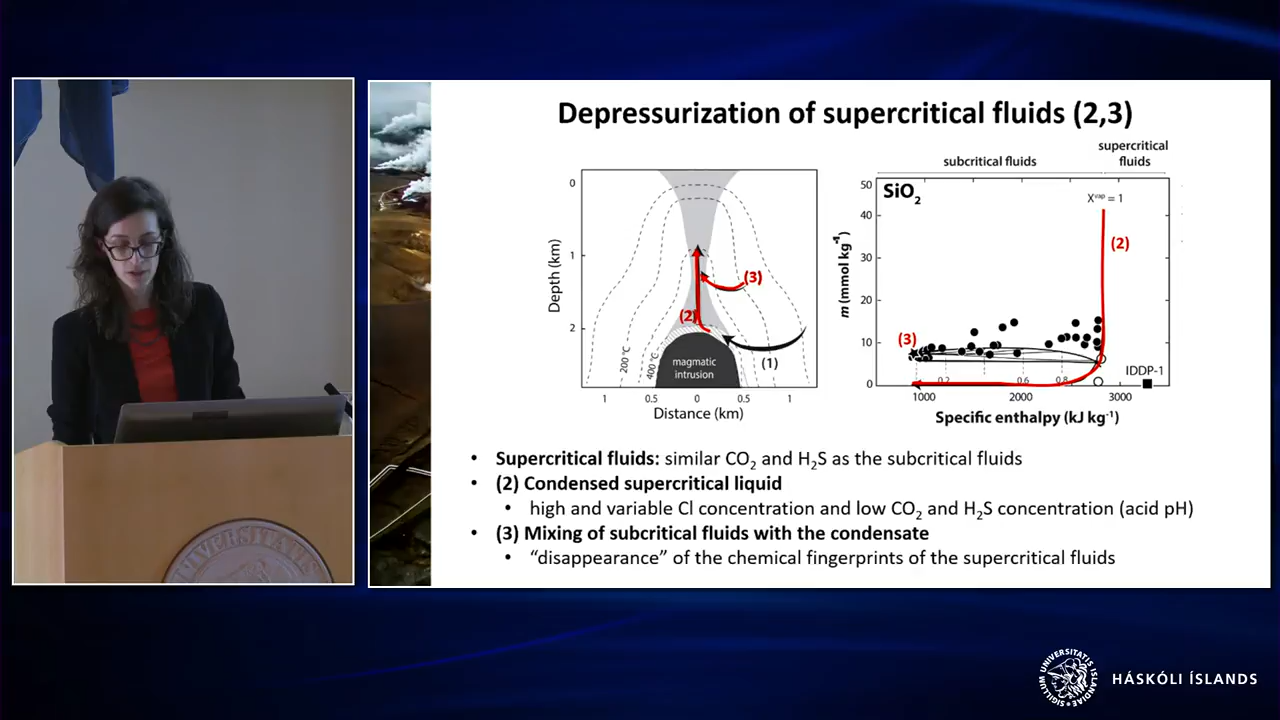 Depressurization of supercritical fluids (2,3)
0
1
2
Depth (km)
200 °C
400 °C
(3)
(2)
(1)
magmatic
intrusion
1 0.5 0 0.5 1
Distance (km)
subcritical fluids
supercritical
fluids
SiO2
50
40
30
20
10
0
m (mmol kg-1)
Xvap = 1
(2)
(3)
0.2 0.6 0.8
IDDP-1
1000 2000 3000
Specific enthalpy (kJ kg-1)
• Supercritical fluids: similar CO2 and H2S as the subcritical fluids
• (2) Condensed supercritical liquid
• high and variable Cl concentration and low CO2 and H2S concentration (acid pH)
• (3) Mixing of subcritical fluids with the condensate
• “disappearance” of the chemical fingerprints of the supercritical fluids
UNIVERSITATIS
SIGILLUM UNIVERSITATIS ISLANDIAE
HÁSKÓLI ÍSLANDS